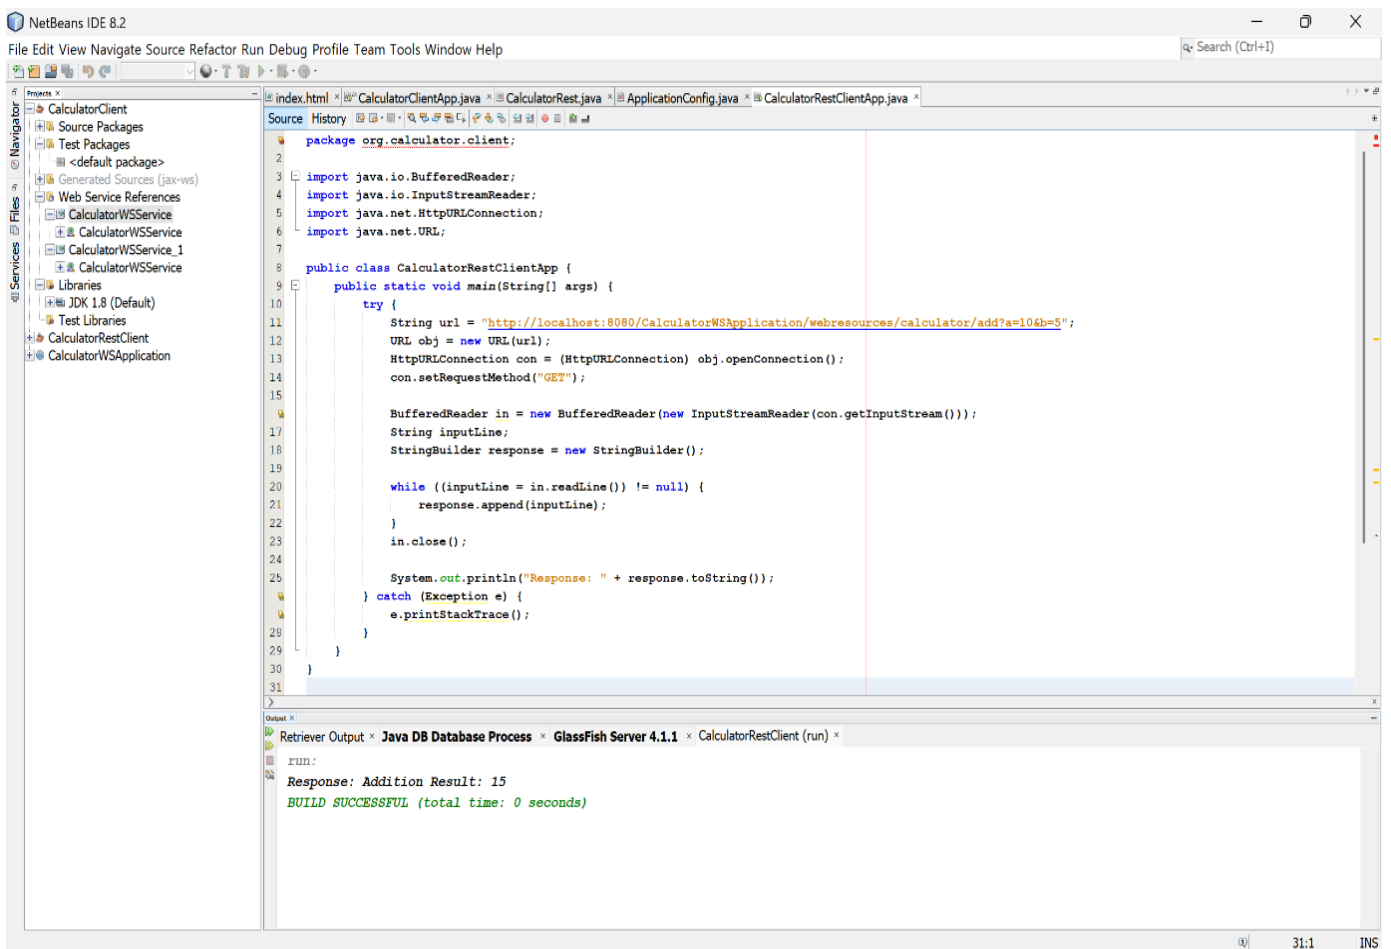 NetBeans IDE 8.2
File Edit View Navigate Source Refactor Run Debug Profile Team Tools Window Help
Search (Ctrl+I)
Navigator
Files
Services
Projects
CalculatorClient
Source Packages
Test Packages
<default package>
Generated Sources (jax-ws)
Web Service References
CalculatorWSService
CalculatorWSService
CalculatorWSService_1
CalculatorWSService
Libraries
JDK 1.8 (Default)
Test Libraries
CalculatorRestClient
CalculatorWSApplication
index.html CalculatorClientApp.java CalculatorRest.java ApplicationConfig.java CalculatorRestClientApp.java
Source History
package org.calculator.client;
2
3 import java.io.BufferedReader;
4 import java.io.InputStreamReader;
5 import java.net.HttpURLConnection;
6 import java.net.URL;
7
8 public class CalculatorRestClientApp {
9 public static void main(String[] args) {
10 try {
11 String url = "http://localhost:8080/CalculatorWSApplication/webresources/calculator/add?a=10&b=5";
12 URL obj = new URL(url);
13 HttpURLConnection con = (HttpURLConnection) obj.openConnection();
14 con.setRequestMethod("GET");
15
BufferedReader in = new BufferedReader(new InputStreamReader(con.getInputStream()));
17 String inputLine;
18 StringBuilder response = new StringBuilder();
19
20 while ((inputLine = in.readLine()) != null) {
21 response.append(inputLine);
22 }
23 in.close();
24
25 System.out.println("Response: " + response.toString());
} catch (Exception e) {
e.printStackTrace();
28 }
29 }
30 }
31
Output
Retriever Output Java DB Database Process GlassFish Server 4.1.1 CalculatorRestClient (run)
run:
Response: Addition Result: 15
BUILD SUCCESSFUL (total time: 0 seconds)
31:1 INS